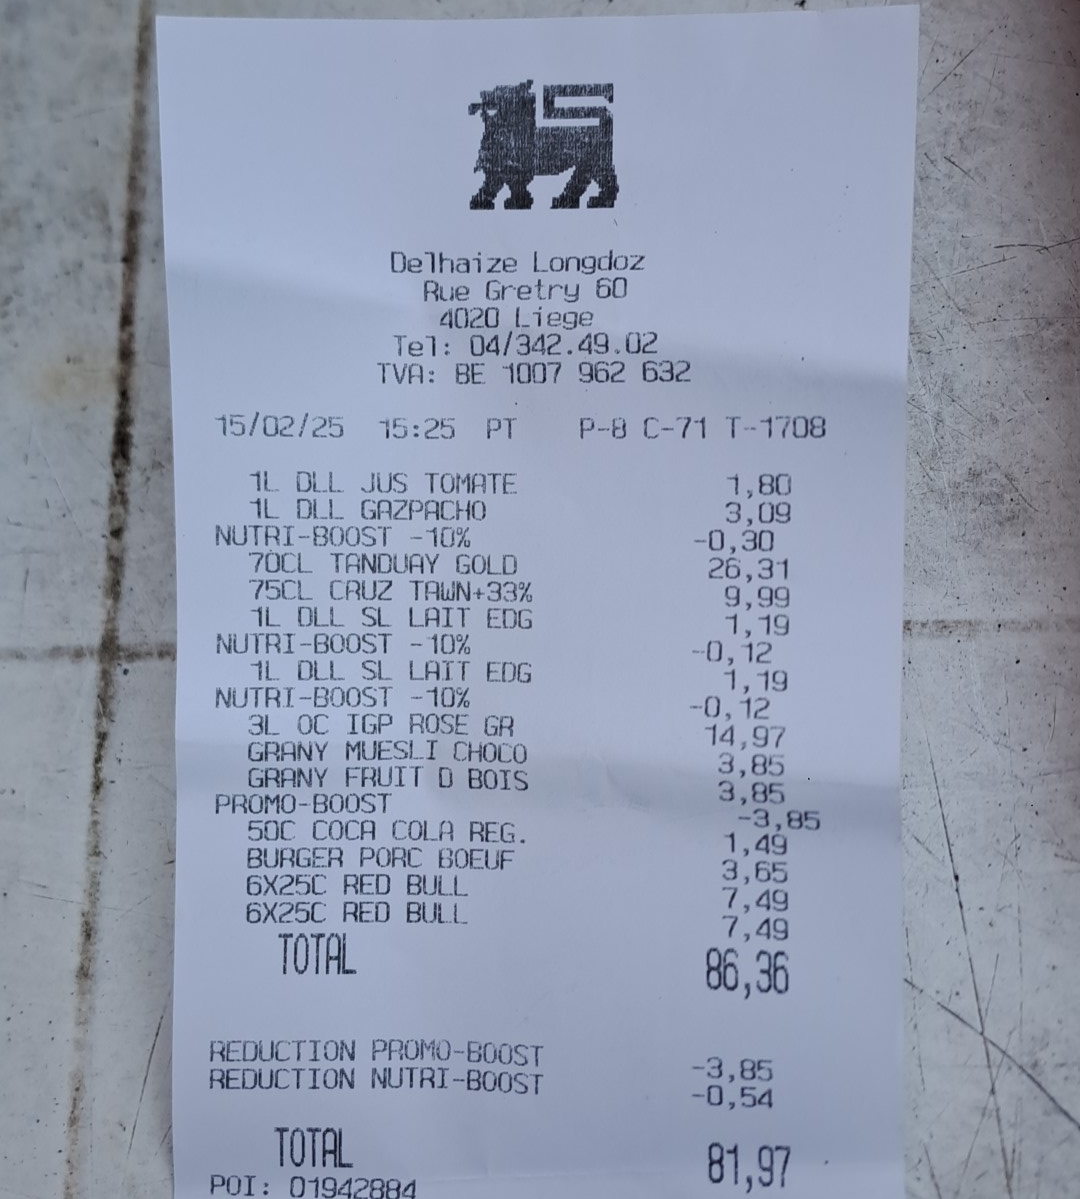 Delhaize Longdoz
Rue Gretry 60
4020 Liege
Tel: 04/342.49.02
TVA: BE 1007 962 632
15/02/25 15:25 PT P-8 C-71 T-1708
1L DLL JUS TOMATE 1,80
1L DLL GAZPACHO 3,09
NUTRI-BOOST -10% -0,30
70CL TANDUAY GOLD 26,31
75CL CRUZ TAWN+33% 9,99
1L DLL SL LAIT EDG 1,19
NUTRI-BOOST -10% -0,12
1L DLL SL LAIT EDG 1,19
NUTRI-BOOST -10% -0,12
3L OC IGP ROSE GR 14,97
GRANY MUESLI CHOCO 3,85
GRANY FRUIT D BOIS 3,85
PROMO-BOOST -3,85
50C COCA COLA REG. 1,49
BURGER PORC BOEUF 3,65
6X25C RED BULL 7,49
6X25C RED BULL 7,49
TOTAL 86,36
REDUCTION PROMO-BOOST -3,85
REDUCTION NUTRI-BOOST -0,54
TOTAL 81,97
POI: 01942884